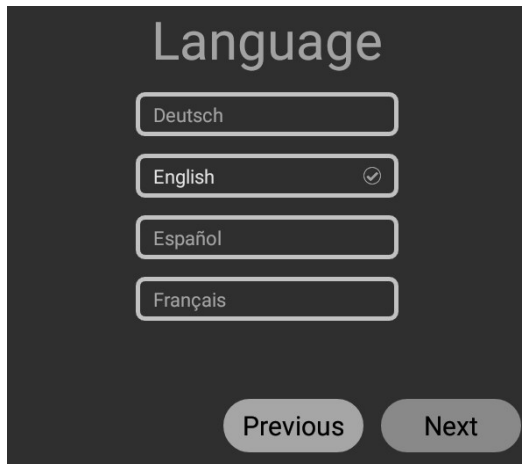 Language
Deutsch
English
Español
Français
Previous Next